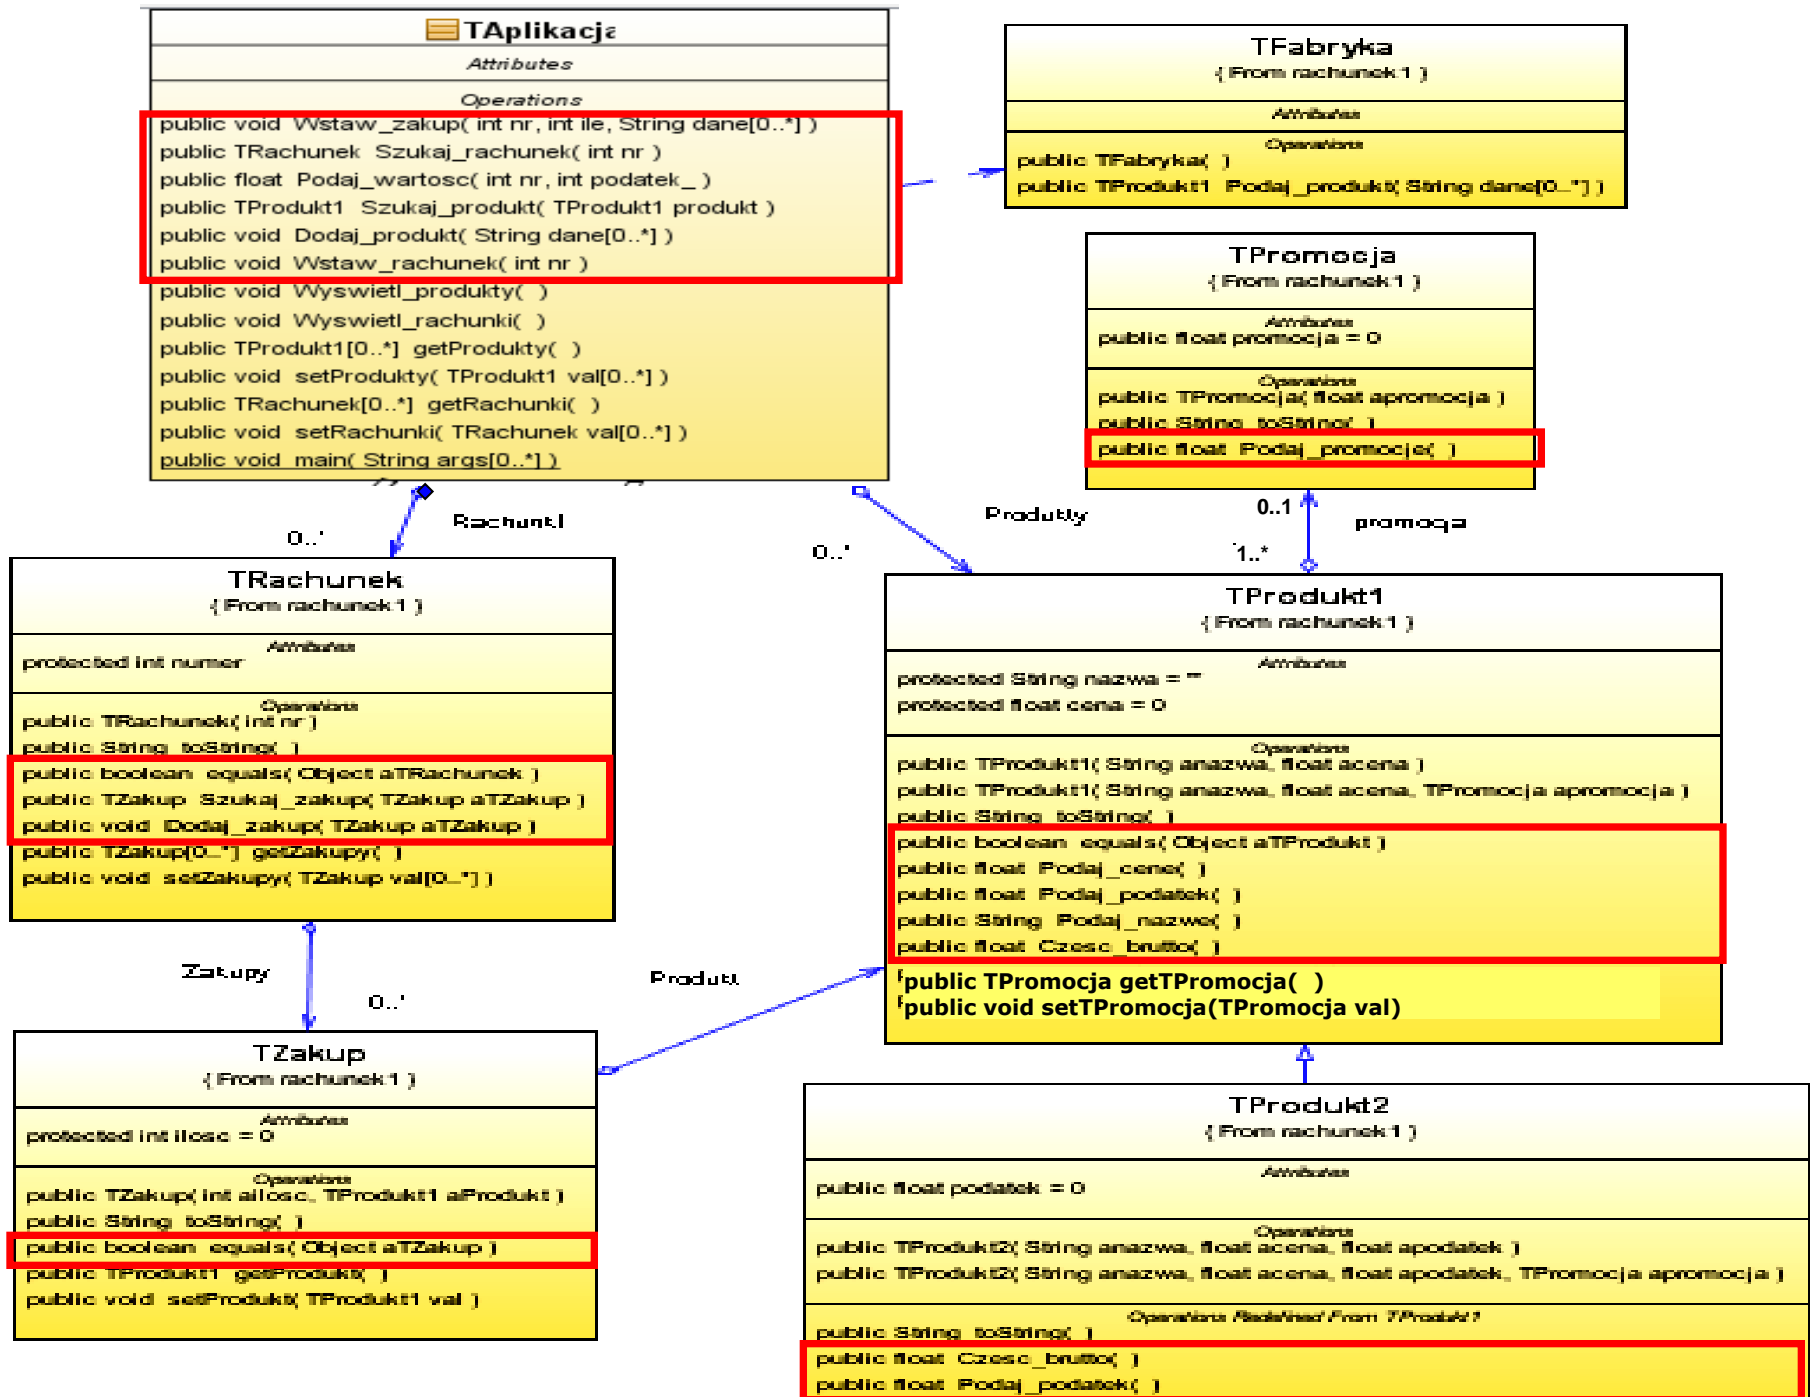 TAplikacja
Attributes
Operations
public void Wstaw_zakup( int nr, int ile, String dane[0..*] )
public TRachunek Szukaj_rachunek( int nr )
public float Podaj_wartosc( int nr, int podatek_ )
public TProdukt1 Szukaj_produkt( TProdukt1 produkt )
public void Dodaj_produkt( String dane[0..*] )
public void Wstaw_rachunek( int nr )
public void Wyswietl_produkty( )
public void Wyswietl_rachunki( )
public TProdukt1[0..*] getProdukty( )
public void setProdukty( TProdukt1 val[0..*] )
public TRachunek[0..*] getRachunki( )
public void setRachunki( TRachunek val[0..*] )
public void main( String args[0..*] )
TFabryka
{ From rachunek1 }
Attributes
Operations
public TFabryka( )
public TProdukt1 Podaj_produkt( String dane[0..*] )
TPromocja
{ From rachunek1 }
Attributes
public float promocja = 0
Operations
public TPromocja( float apromocja )
public String toString( )
public float Podaj_promocje( )
Rachunki
0..*
Produkty
0..*
0..1
promocja
1..*
TRachunek
{ From rachunek1 }
Attributes
protected int numer
Operations
public TRachunek( int nr )
public String toString( )
public boolean equals( Object aTRachunek )
public TZakup Szukaj_zakup( TZakup aTZakup )
public void Dodaj_zakup( TZakup aTZakup )
public TZakup[0..*] getZakupy( )
public void setZakupy( TZakup val[0..*] )
TProdukt1
{ From rachunek1 }
Attributes
protected String nazwa = ""
protected float cena = 0
Operations
public TProdukt1( String anazwa, float acena )
public TProdukt1( String anazwa, float acena, TPromocja apromocja )
public String toString( )
public boolean equals( Object aTProdukt )
public float Podaj_cene( )
public float Podaj_podatek( )
public String Podaj_nazwe( )
public float Czesc_brutto( )
public TPromocja getTPromocja( )
public void setTPromocja(TPromocja val)
Zakupy
0..*
Produkt
TZakup
{ From rachunek1 }
Attributes
protected int ilosc = 0
Operations
public TZakup( int ailosc, TProdukt1 aProdukt )
public String toString( )
public boolean equals( Object aTZakup )
public TProdukt1 getProdukt( )
public void setProdukt( TProdukt1 val )
TProdukt2
{ From rachunek1 }
Attributes
public float podatek = 0
Operations
public TProdukt2( String anazwa, float acena, float apodatek )
public TProdukt2( String anazwa, float acena, float apodatek, TPromocja apromocja )
Operations Redefined From TProdukt1
public String toString( )
public float Czesc_brutto( )
public float Podaj_podatek( )